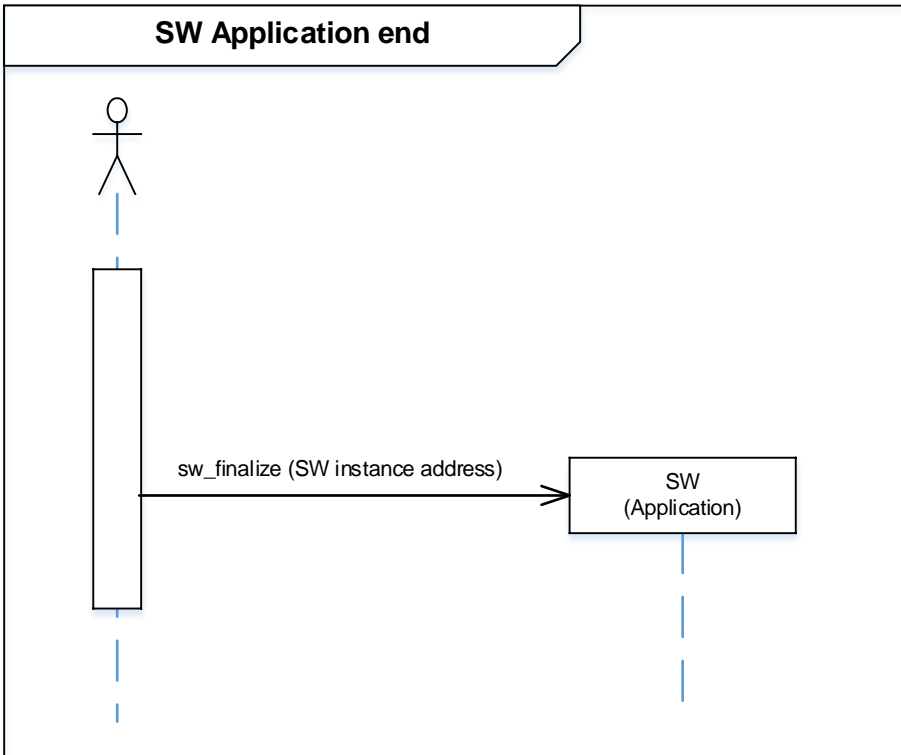 SW Application end
sw_finalize (SW instance address)
SW
(Application)